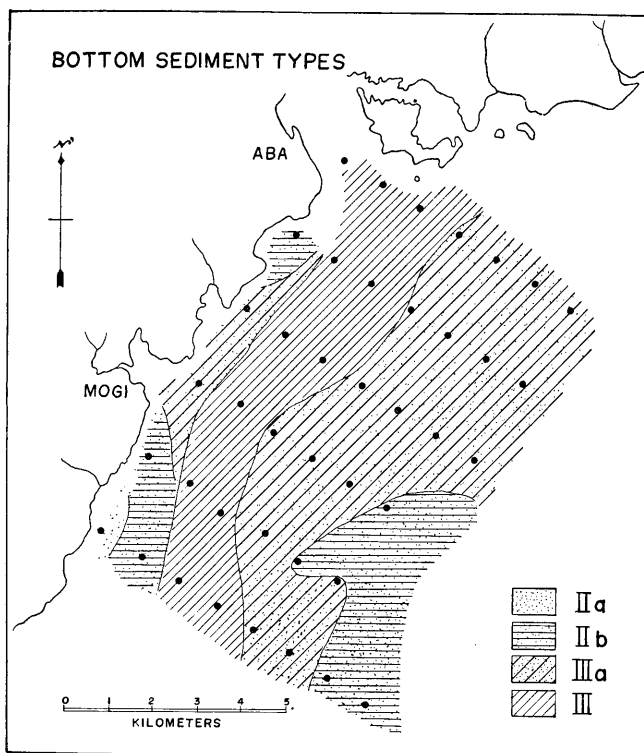 BOTTOM SEDIMENT TYPES
N
ABA
MOGI
IIa
IIb
IIIa
III
0 1 2 3 4 5
KILOMETERS